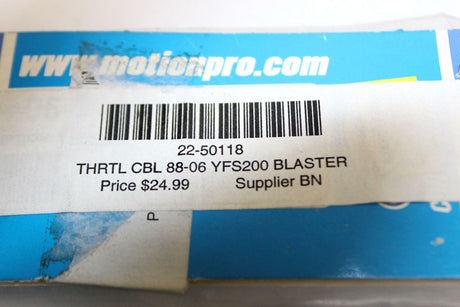 www.motionpro.com
22-50118
THRTL CBL 88-06 YFS200 BLASTER
Price $24.99 Supplier BN
P